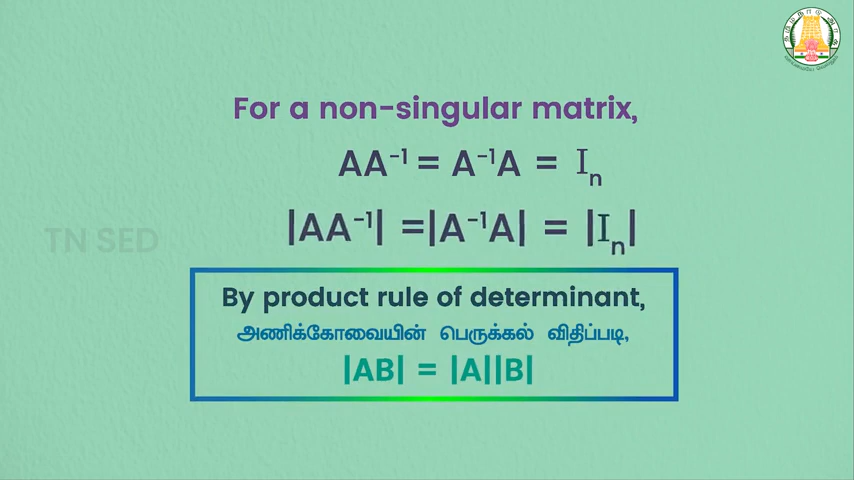 For a non-singular matrix,
AA⁻¹ = A⁻¹A = Iₙ
|AA⁻¹| =|A⁻¹A| = |Iₙ|
TN SED
By product rule of determinant,
அணிக்கோவையின் பெருக்கல் விதிப்படி,
|AB| = |A||B|